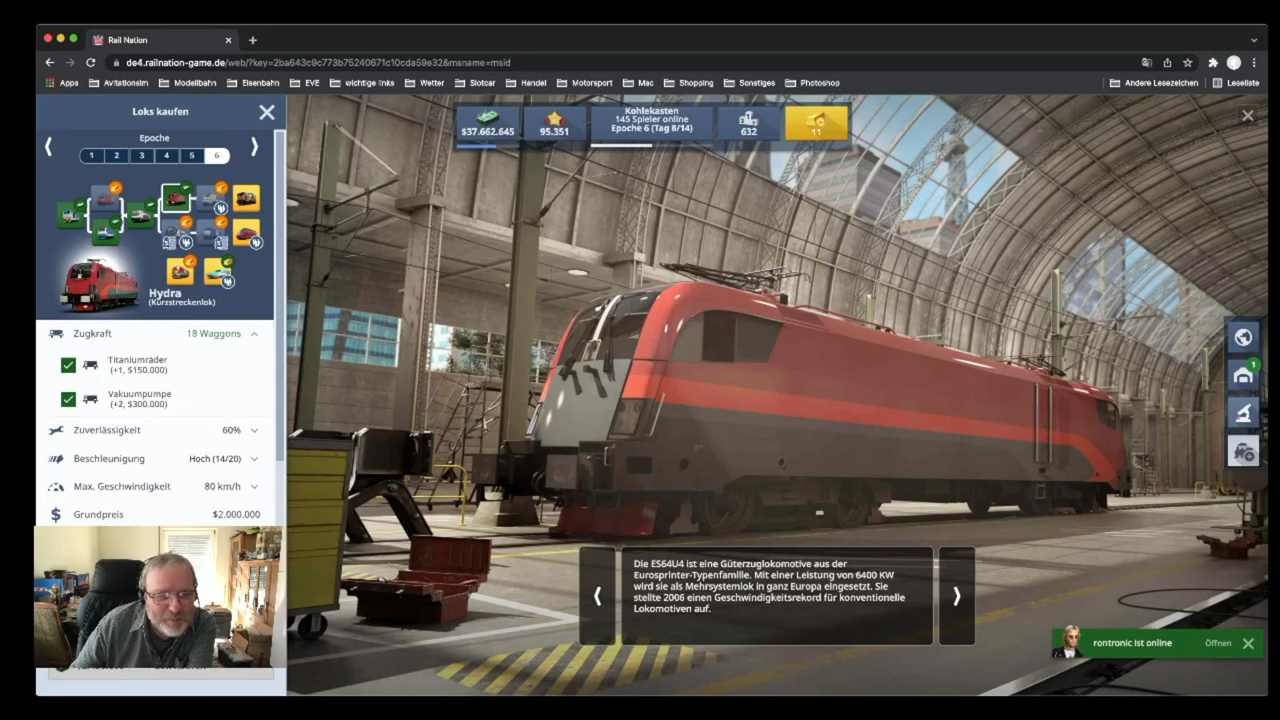 Rail Nation
de4.railnation-game.de/web/?key=2ba643c9c773b75240671c10cda59e32&msname=msid
Apps Avitationsim Modellbahn Eisenbahn EVE wichtige links Wetter Slotcar Handel Motorsport Mac Shopping Sonstiges Photoshop Andere Lesezeichen Leseliste
Loks kaufen
Epoche
1 2 3 4 5 6
$37.662.645
95.351
Kohlekasten
145 Spieler online
Epoche 6 (Tag 8/14)
632
11
Hydra
(Kurzstreckenlok)
Zugkraft 18 Waggons
Titaniumräder
(+1, $150.000)
Vakuumpumpe
(+2, $300.000)
Zuverlässigkeit 60%
Beschleunigung Hoch (14/20)
Max. Geschwindigkeit 80 km/h
$ Grundpreis $2.000.000
1
Die ES64U4 ist eine Güterzuglokomotive aus der
Eurosprinter-Typenfamilie. Mit einer Leistung von 6400 KW
wird sie als Mehrsystemlok in ganz Europa eingesetzt. Sie
stellte 2006 einen Geschwindigkeitsrekord für konventionelle
Lokomotiven auf.
rontronic ist online Öffnen